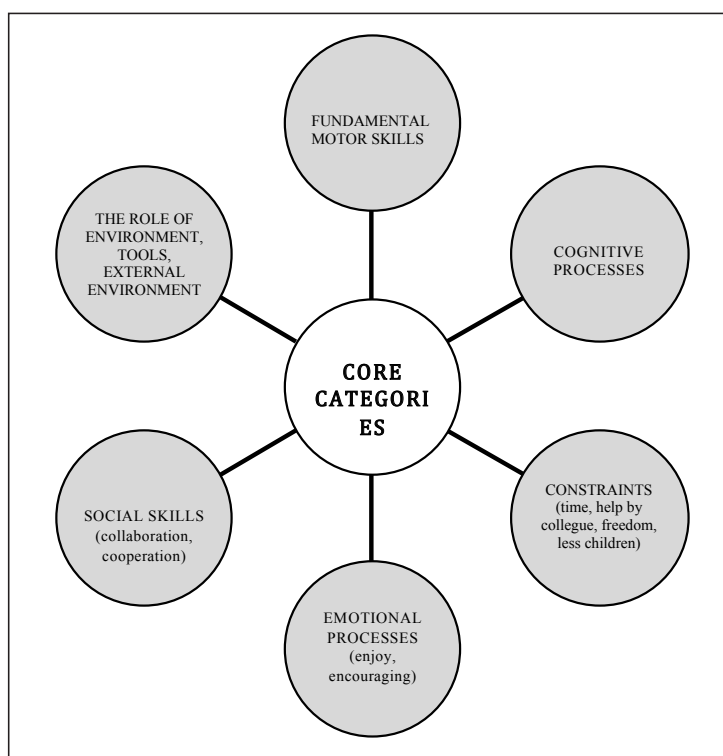 FUNDAMENTAL
MOTOR SKILLS
THE ROLE OF
ENVIRONMENT,
TOOLS,
EXTERNAL
ENVIRONMENT
COGNITIVE
PROCESSES
CORE
CATEGORI
ES
SOCIAL SKILLS
(collaboration,
cooperation)
CONSTRAINTS
(time, help by
collegue, freedom,
less children)
EMOTIONAL
PROCESSES
(enjoy,
encouraging)